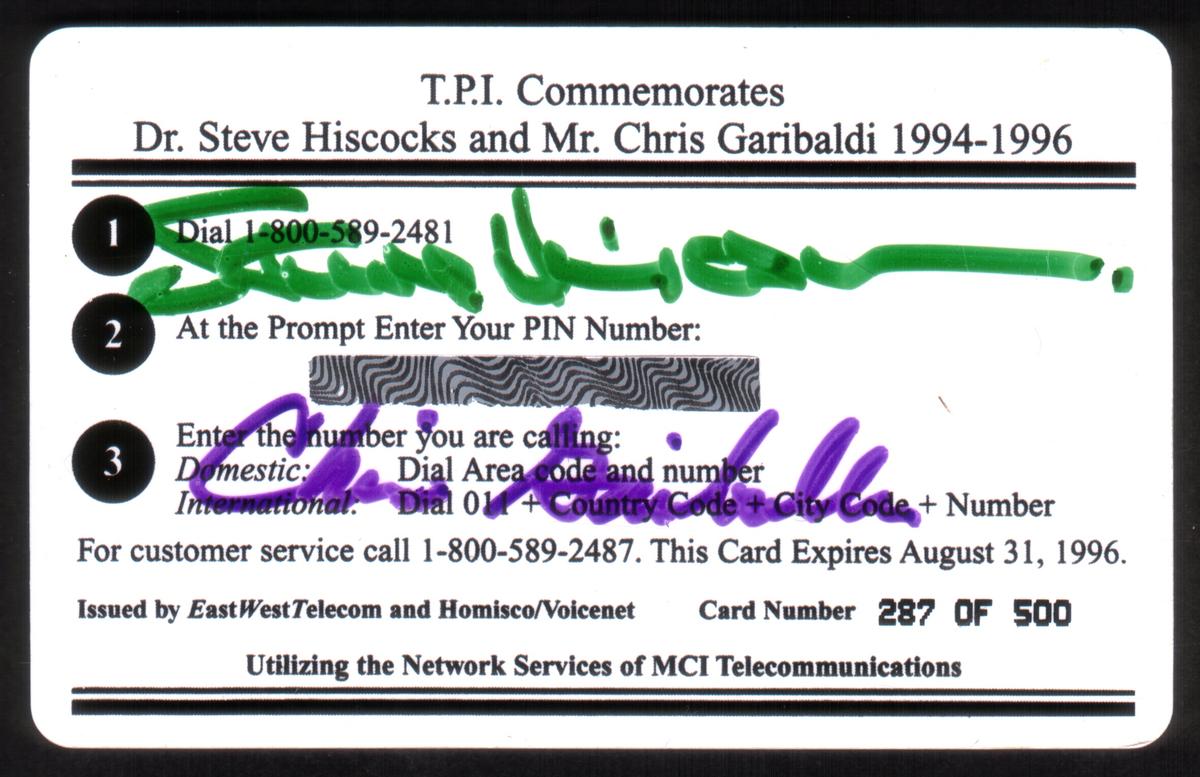 T.P.I. Commemorates
Dr. Steve Hiscocks and Mr. Chris Garibaldi 1994-1996
1 Dial 1-800-589-2481
Steve Hiscocks
2 At the Prompt Enter Your PIN Number:
3 Enter the number you are calling:
Domestic: Dial Area code and number
Chris Garibaldi
International: Dial 011 + Country Code + City Code + Number
For customer service call 1-800-589-2487. This Card Expires August 31, 1996.
Issued by EastWestTelecom and Homisco/Voicenet Card Number 287 OF 500
Utilizing the Network Services of MCI Telecommunications